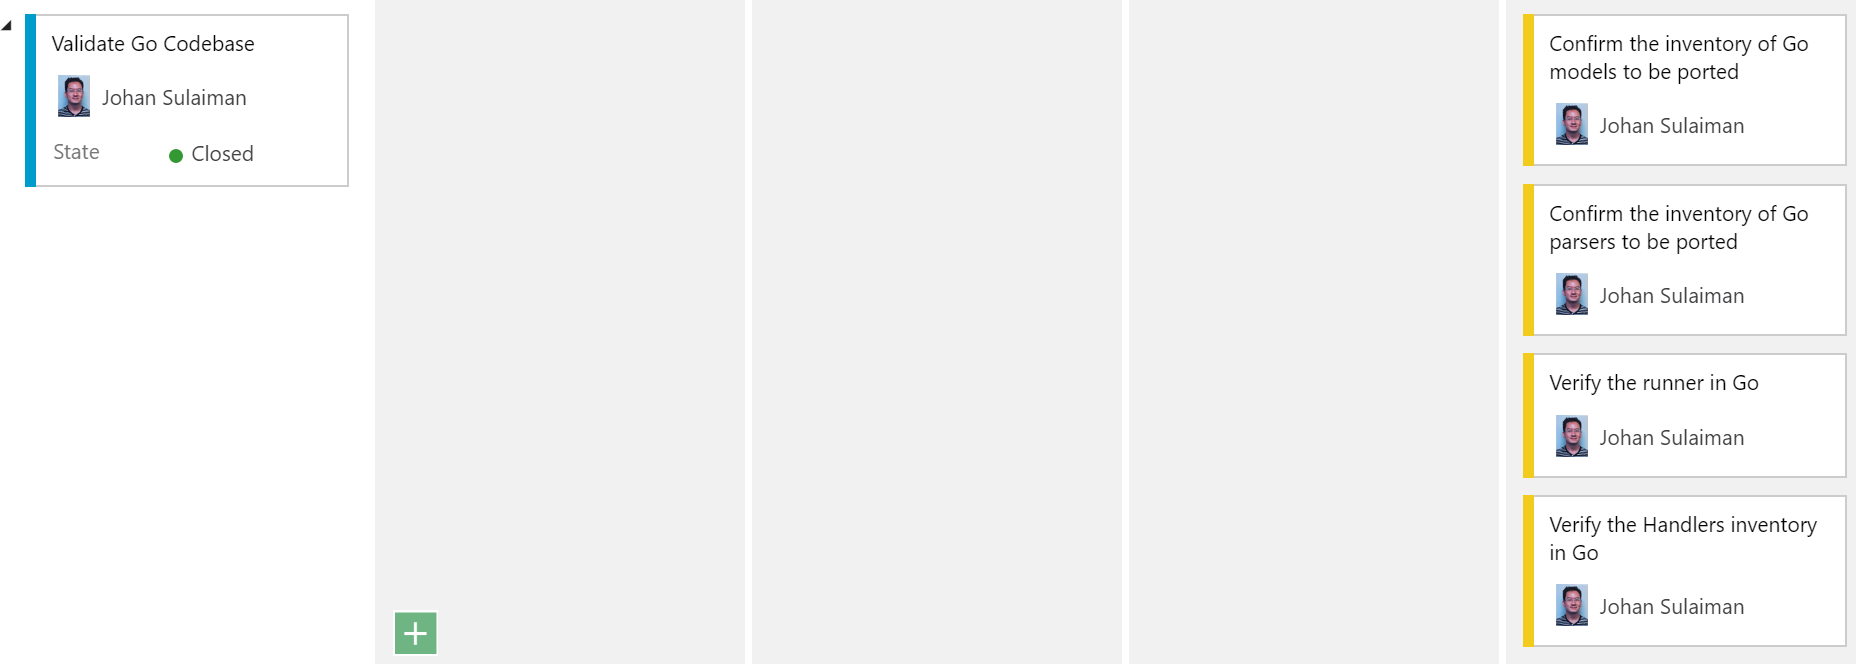 Validate Go Codebase
Johan Sulaiman
State
Closed
Confirm the inventory of Go
models to be ported
Johan Sulaiman
Confirm the inventory of Go
parsers to be ported
Johan Sulaiman
Verify the runner in Go
Johan Sulaiman
Verify the Handlers inventory
in Go
Johan Sulaiman